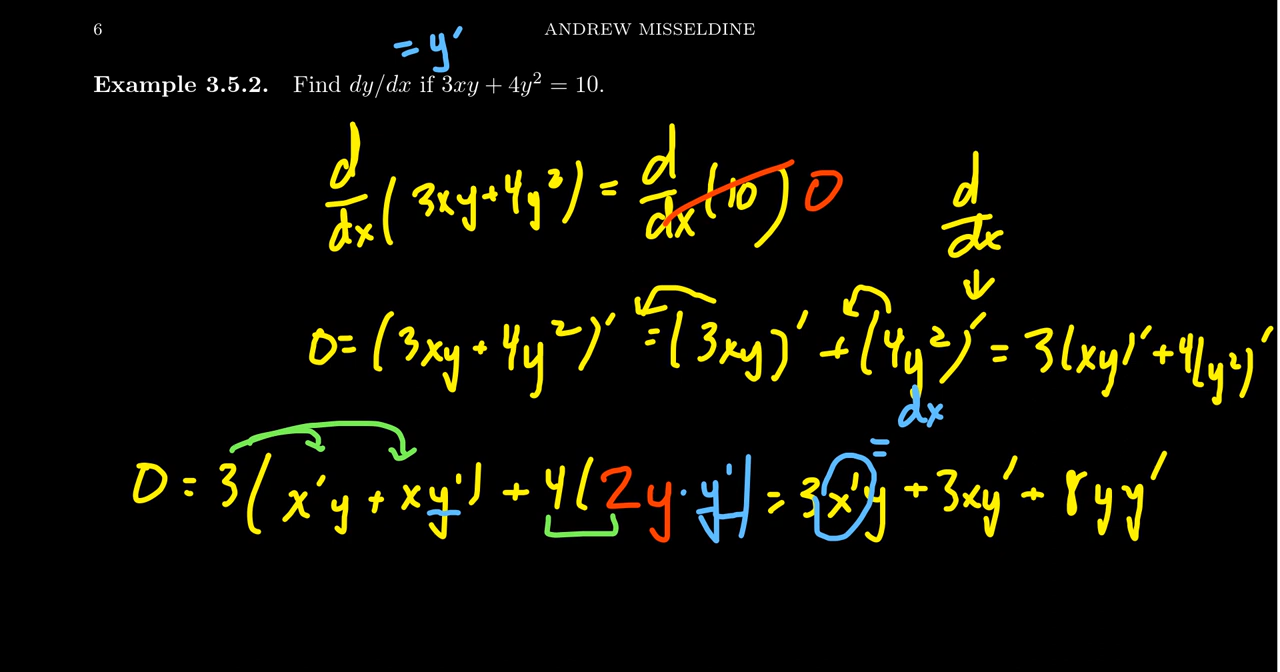 6 ANDREW MISSELDINE
= y'
Example 3.5.2. Find dy/dx if 3xy + 4y² = 10.
d/dx (3xy + 4y²) = d/dx (10) 0
d/dx ↓
0 = (3xy + 4y²)' = (3xy)' + (4y²)' = 3(xy)' + 4(y²)'
= dx
0 = 3(x'y + xy') + 4(2y · y') = 3x'y + 3xy' + 8yy'